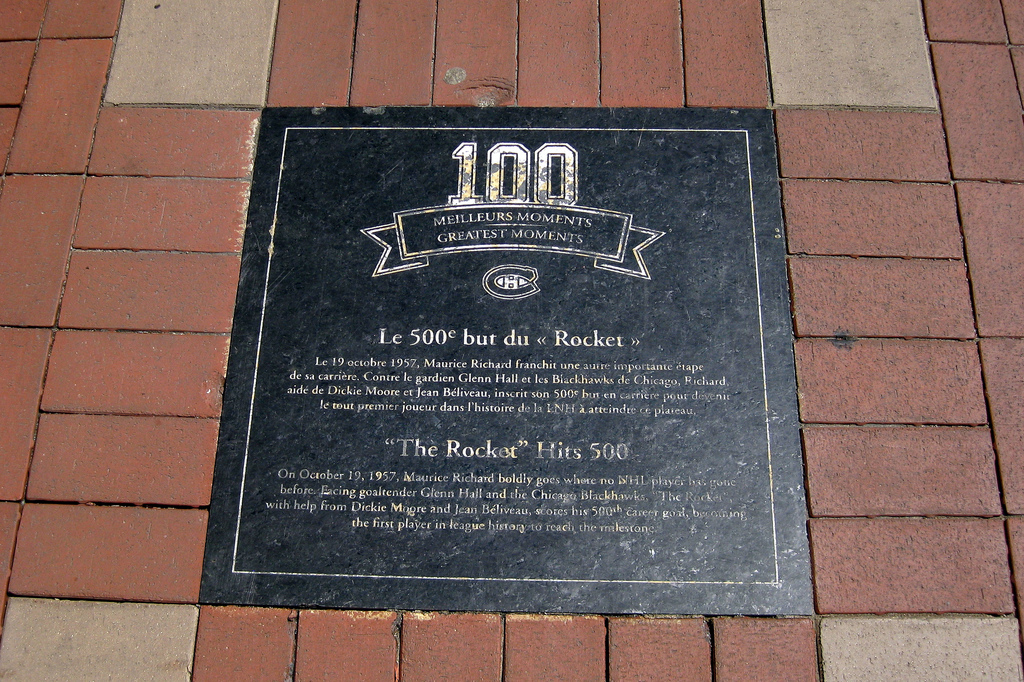 100
MEILLEURS MOMENTS
GREATEST MOMENTS
CH
Le 500e but du « Rocket »
Le 19 octobre 1957, Maurice Richard franchit une autre importante étape
de sa carrière. Contre le gardien Glenn Hall et les Blackhawks de Chicago, Richard,
aidé de Dickie Moore et Jean Béliveau, inscrit son 500e but en carrière pour devenir
le tout premier joueur dans l'histoire de la LNH à atteindre ce plateau.
“The Rocket” Hits 500
On October 19, 1957, Maurice Richard boldly goes where no NHL player has gone
before. Facing goaltender Glenn Hall and the Chicago Blackhawks, “The Rocket”
with help from Dickie Moore and Jean Béliveau, scores his 500th career goal, becoming
the first player in league history to reach the milestone.